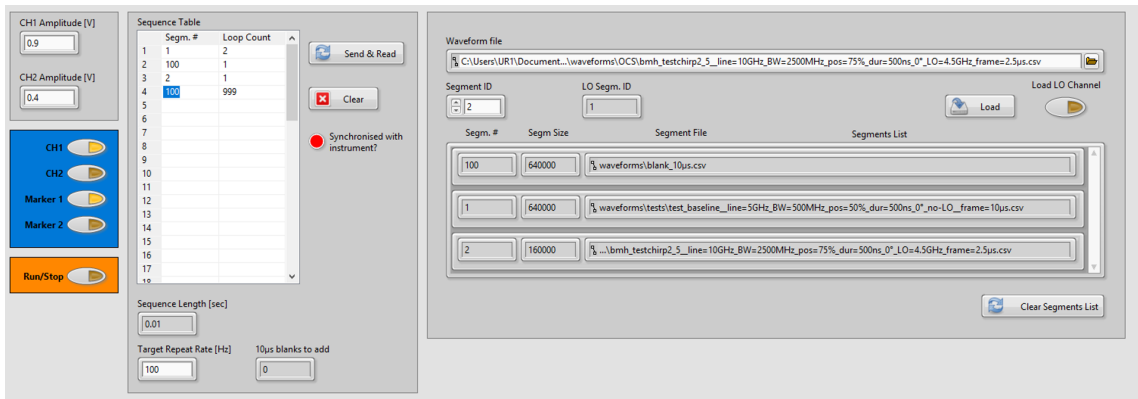 CH1 Amplitude [V]
0.9
CH2 Amplitude [V]
0.4
CH1
CH2
Marker 1
Marker 2
Run/Stop
Sequence Table
Segm. # Loop Count
1 1 2
2 100 1
3 2 1
4 100 999
5
6
7
8
9
10
11
12
13
14
15
16
17
18
Send & Read
Clear
Synchronised with
instrument?
Sequence Length [sec]
0.01
Target Repeat Rate [Hz] 10µs blanks to add
100 0
Waveform file
C:\Users\UR1\Document...\waveforms\OCS\bmh_testchirp2_5__line=10GHz_BW=2500MHz_pos=75%_dur=500ns_0°_LO=4.5GHz_frame=2.5µs.csv
Segment ID LO Segm. ID Load LO Channel
2 1 Load
Segm. # Segm Size Segment File Segments List
100 640000 waveforms\blank_10µs.csv
1 640000 waveforms\tests\test_baseline__line=5GHz_BW=500MHz_pos=50%_dur=500ns_0°_no-LO__frame=10µs.csv
2 160000 ...\bmh_testchirp2_5__line=10GHz_BW=2500MHz_pos=75%_dur=500ns_0°_LO=4.5GHz_frame=2.5µs.csv
Clear Segments List